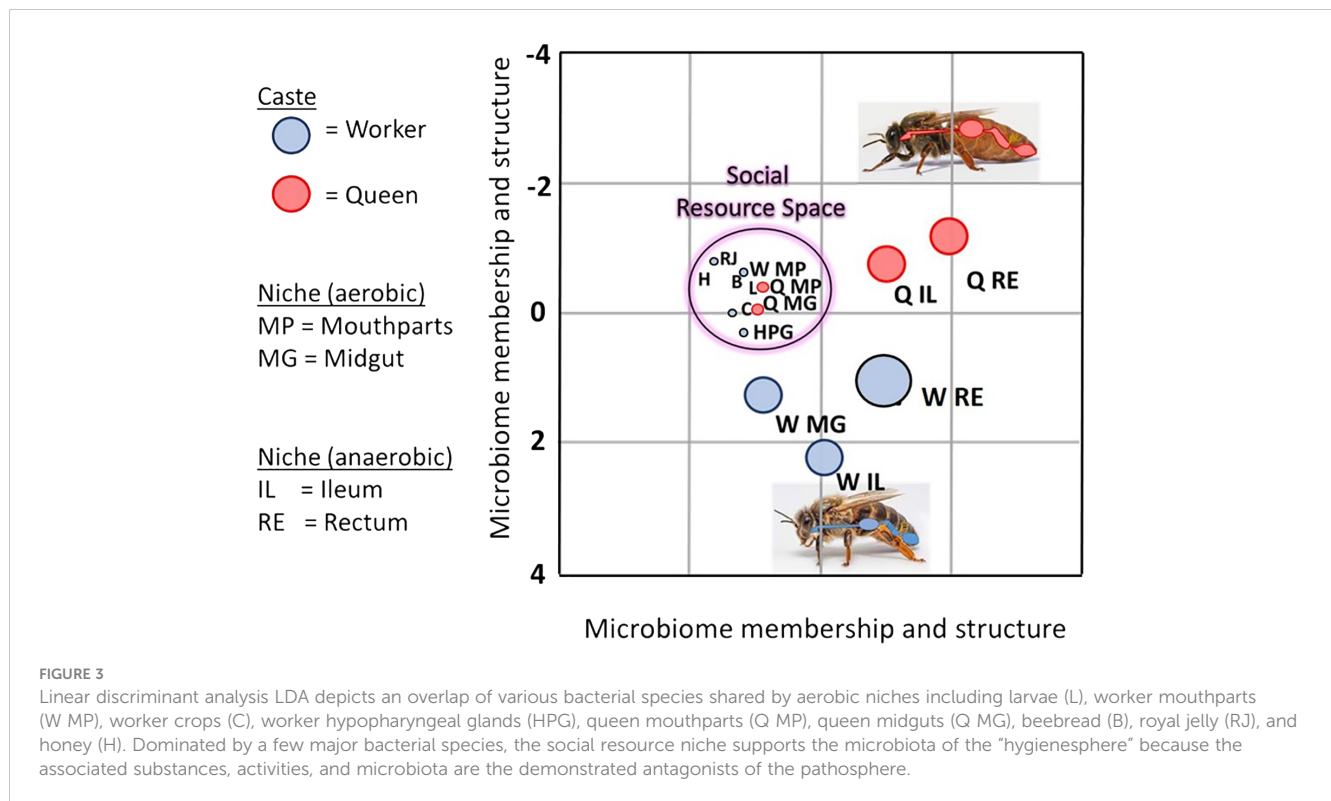 Caste
= Worker
= Queen
Niche (aerobic)
MP = Mouthparts
MG = Midgut
Niche (anaerobic)
IL = Ileum
RE = Rectum
Microbiome membership and structure
-4
-2
0
2
4
Social
Resource Space
RJ
H
B
W MP
L
Q MP
C
Q MG
HPG
Q IL
Q RE
W RE
W MG
W IL
Microbiome membership and structure
FIGURE 3
Linear discriminant analysis LDA depicts an overlap of various bacterial species shared by aerobic niches including larvae (L), worker mouthparts
(W MP), worker crops (C), worker hypopharyngeal glands (HPG), queen mouthparts (Q MP), queen midguts (Q MG), beebread (B), royal jelly (RJ), and
honey (H). Dominated by a few major bacterial species, the social resource niche supports the microbiota of the “hygienesphere” because the
associated substances, activities, and microbiota are the demonstrated antagonists of the pathosphere.